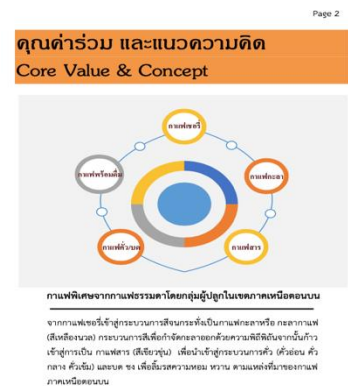 Page 2
คุณค่าร่วม และแนวความคิด
Core Value & Concept
กาแฟเชอรี่
กาแฟพร้อมดื่ม
กาแฟกะลา
กาแฟคั่ว/บด
กาแฟสาร
กาแฟพิเศษจากกาแฟธรรมดาโดยกลุ่มผู้ปลูกในเขตภาคเหนือตอนบน
จากกาแฟเชอรี่เข้าสู่กระบวนการสีจนกระทั่งเป็นกาแฟกะลาหรือ กะลากาแฟ
(สีเหลืองนวล) กระบวนการสีเพื่อกำจัดกะลาออกด้วยความพิถีพิถันจากนั้นก้าว
เข้าสู่การเป็น กาแฟสาร (สีเขียวขุ่น) เพื่อนำเข้าสู่กระบวนการคั่ว (คั่วอ่อน คั่ว
กลาง คั่วเข้ม) และบด ชง เพื่อลิ้มรสความหอม หวาน ตามแหล่งที่มาของกาแฟ
ภาคเหนือตอนบน